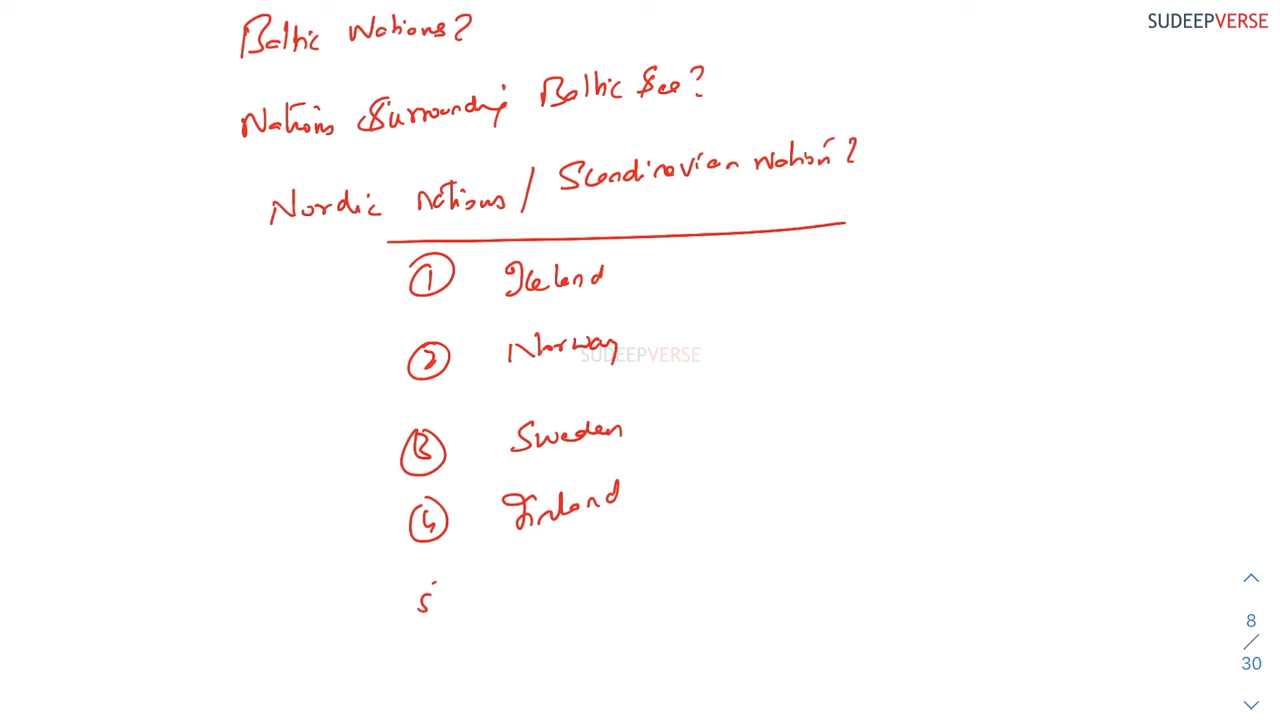 SUDEEPVERSE
Baltic Nations?
Nations Surrounding Baltic Sea?
Nordic nations / Scandinavian nation?
1 Iceland
2 Norway
SUDEEPVERSE
3 Sweden
4 Finland
5
8
/
30